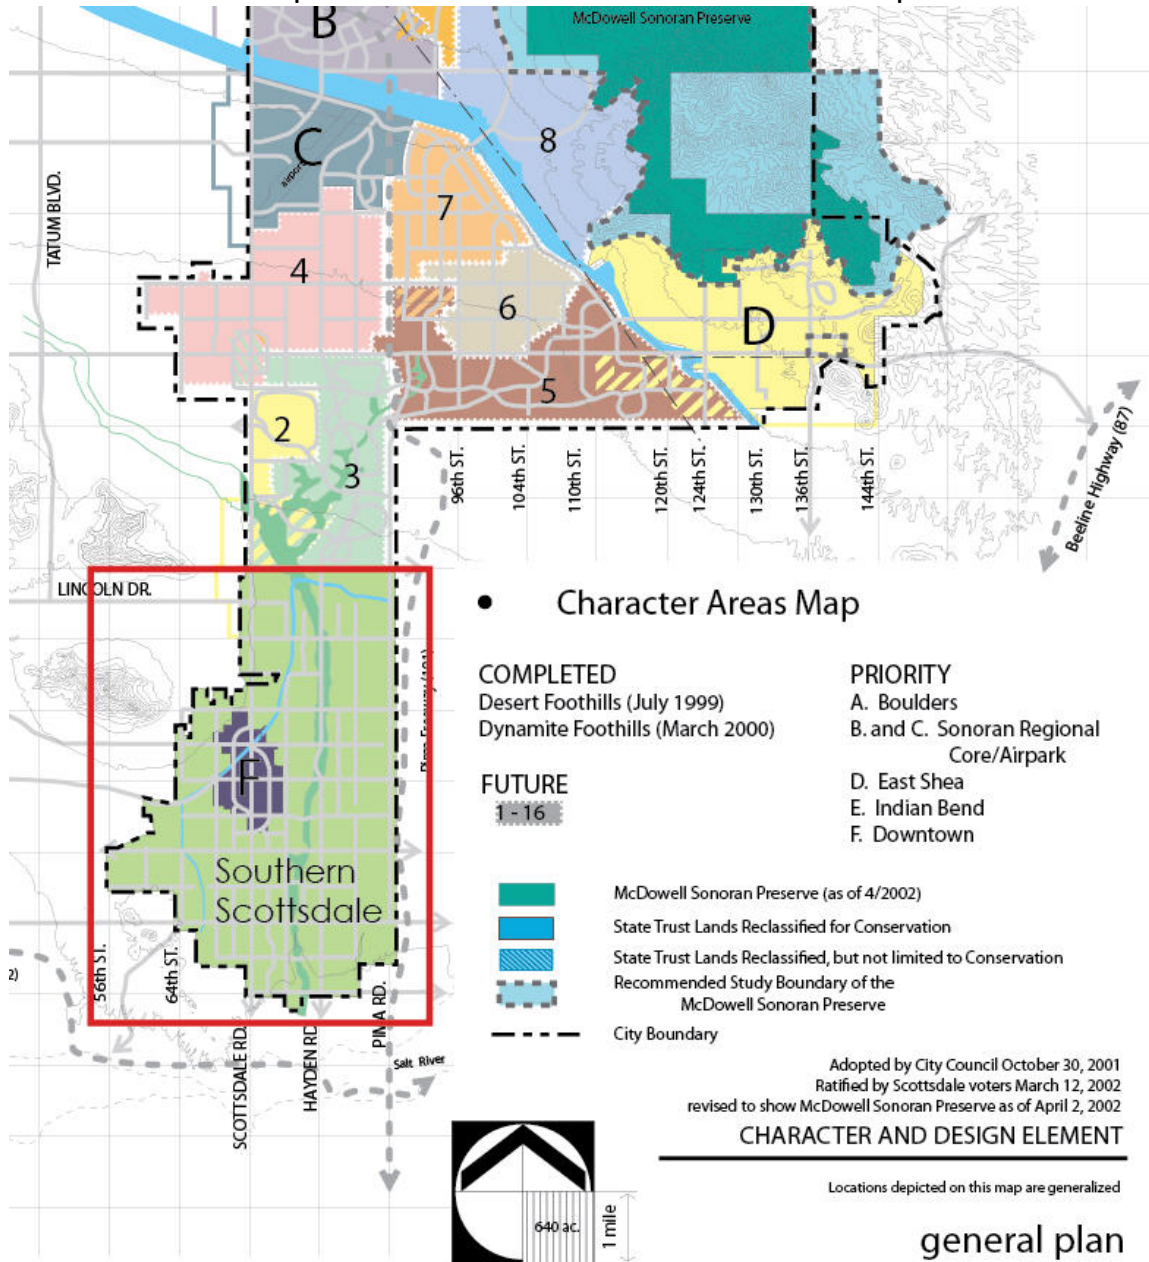 McDowell Sonoran Preserve
B
8
C
airport
7
TATUM BLVD.
4
6
D
5
2
3
96th ST.
104th ST.
110th ST.
120th ST.
124th ST.
130th ST.
136th ST.
144th ST.
Beeline Highway (87)
LINCOLN DR.
• Character Areas Map
COMPLETED
Desert Foothills (July 1999)
Dynamite Foothills (March 2000)
FUTURE
1 - 16
PRIORITY
A. Boulders
B. and C. Sonoran Regional
Core/Airpark
D. East Shea
E. Indian Bend
F. Downtown
F
Southern
Scottsdale
McDowell Sonoran Preserve (as of 4/2002)
State Trust Lands Reclassified for Conservation
State Trust Lands Reclassified, but not limited to Conservation
Recommended Study Boundary of the
McDowell Sonoran Preserve
City Boundary
56th ST.
64th ST.
SCOTTSDALE RD.
HAYDEN RD
PIMA RD.
Salt River
Adopted by City Council October 30, 2001
Ratified by Scottsdale voters March 12, 2002
revised to show McDowell Sonoran Preserve as of April 2, 2002
CHARACTER AND DESIGN ELEMENT
Locations depicted on this map are generalized
640 ac.
1 mile
general plan